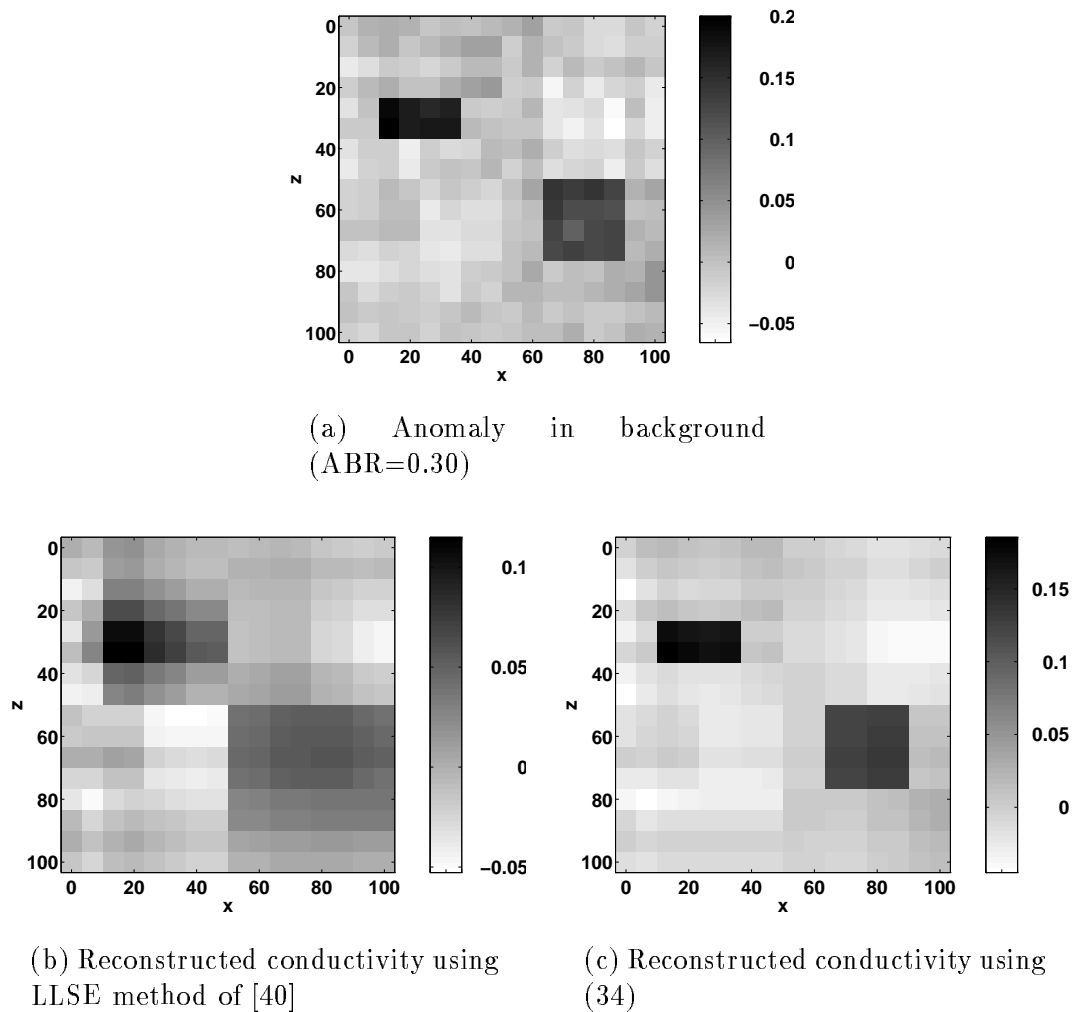 0
20
40
60
80
100
z
0 20 40 60 80 100
x
0.2
0.15
0.1
0.05
0
−0.05
(a) Anomaly in background
(ABR=0.30)
0
20
40
60
80
100
z
0 20 40 60 80 100
x
0.1
0.05
0
−0.05
(b) Reconstructed conductivity using
LLSE method of [40]
0
20
40
60
80
100
z
0 20 40 60 80 100
x
0.15
0.1
0.05
0
(c) Reconstructed conductivity using
(34)